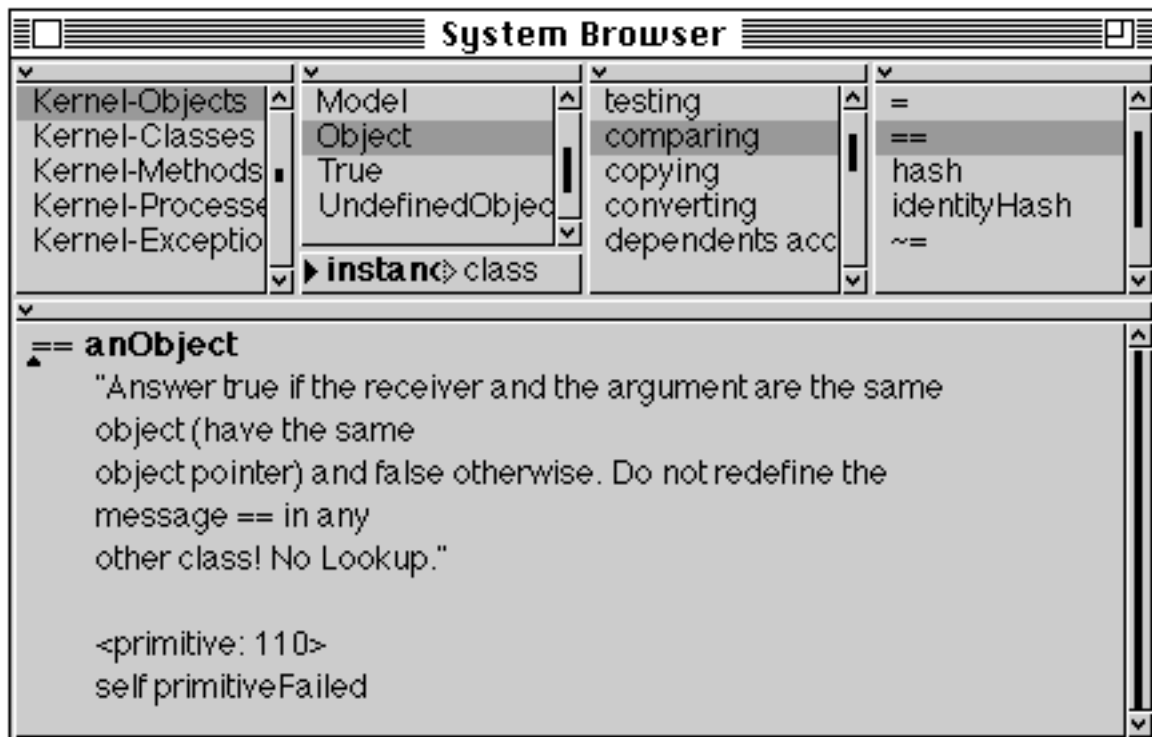 System Browser
Kernel-Objects
Kernel-Classes
Kernel-Methods
Kernel-Processe
Kernel-Exceptio
Model
Object
True
UndefinedObjec
instanc class
testing
comparing
copying
converting
dependents acc
=
==
hash
identityHash
~=
== anObject
"Answer true if the receiver and the argument are the same
object (have the same
object pointer) and false otherwise. Do not redefine the
message == in any
other class! No Lookup."
<primitive: 110>
self primitiveFailed